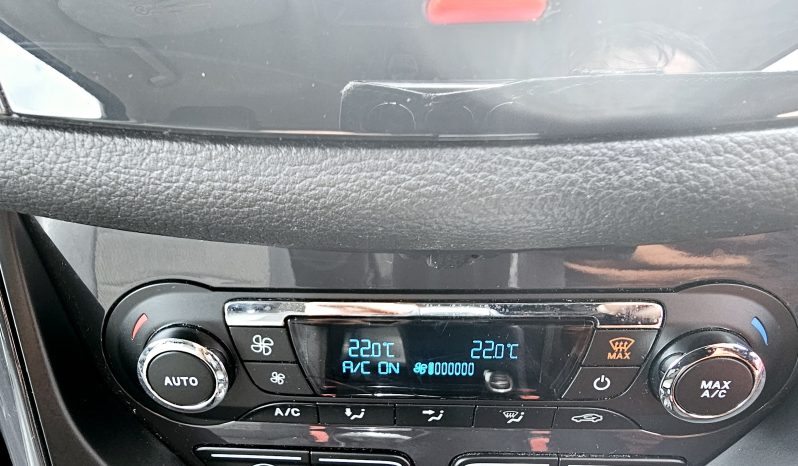 22.0°C 22.0°C
A/C ON
MAX
AUTO
MAX
A/C
A/C